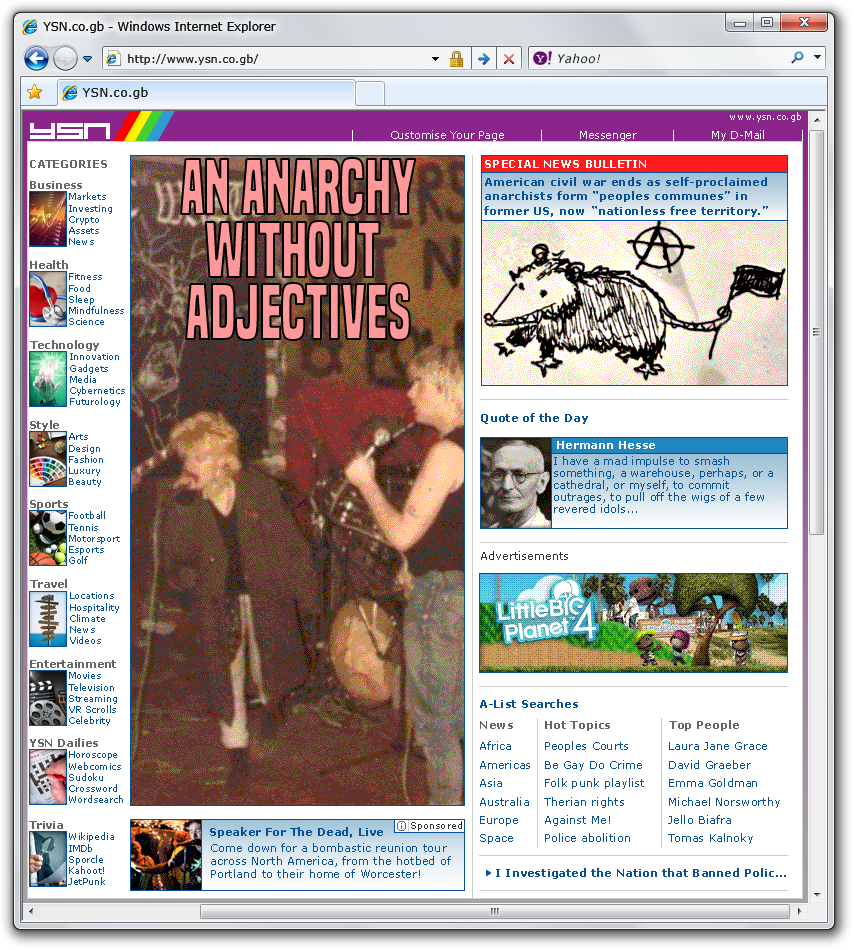 YSN.co.gb - Windows Internet Explorer
http://www.ysn.co.gb/
Y! Yahoo!
YSN.co.gb
www.ysn.co.gb
YSN
Customise Your Page
Messenger
My D-Mail
CATEGORIES
Business
Markets
Investing
Crypto
Assets
News
Health
Fitness
Food
Sleep
Mindfulness
Science
Technology
Innovation
Gadgets
Media
Cybernetics
Futurology
Style
Arts
Design
Fashion
Luxury
Beauty
Sports
Football
Tennis
Motorsport
Esports
Golf
Travel
Locations
Hospitality
Climate
News
Videos
Entertainment
Movies
Television
Streaming
VR Scrolls
Celebrity
YSN Dailies
Horoscope
Webcomics
Sudoku
Crossword
Wordsearch
Trivia
Wikipedia
IMDb
Sporcle
Kahoot!
JetPunk
AN ANARCHY
WITHOUT
ADJECTIVES
Sponsored
Speaker For The Dead, Live
Come down for a bombastic reunion tour
across North America, from the hotbed of
Portland to their home of Worcester!
SPECIAL NEWS BULLETIN
American civil war ends as self-proclaimed
anarchists form “peoples communes” in
former US, now “nationless free territory.”
A
Quote of the Day
Hermann Hesse
I have a mad impulse to smash
something, a warehouse, perhaps, or a
cathedral, or myself, to commit
outrages, to pull off the wigs of a few
revered idols...
Advertisements
LittleBIG
Planet 4
A-List Searches
News
Africa
Americas
Asia
Australia
Europe
Space
Hot Topics
Peoples Courts
Be Gay Do Crime
Folk punk playlist
Therian rights
Against Me!
Police abolition
Top People
Laura Jane Grace
David Graeber
Emma Goldman
Michael Norsworthy
Jello Biafra
Tomas Kalnoky
I Investigated the Nation that Banned Polic...